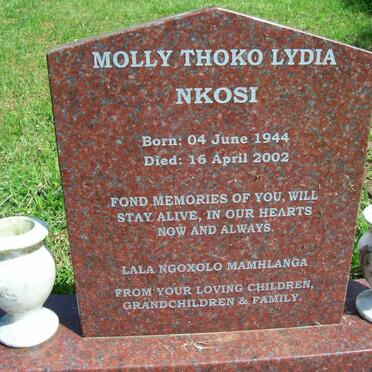 MOLLY THOKO LYDIA
NKOSI
Born: 04 June 1944
Died: 16 April 2002
FOND MEMORIES OF YOU, WILL
STAY ALIVE, IN OUR HEARTS
NOW AND ALWAYS.
LALA NGOXOLO MAMHLANGA
FROM YOUR LOVING CHILDREN,
GRANDCHILDREN & FAMILY.